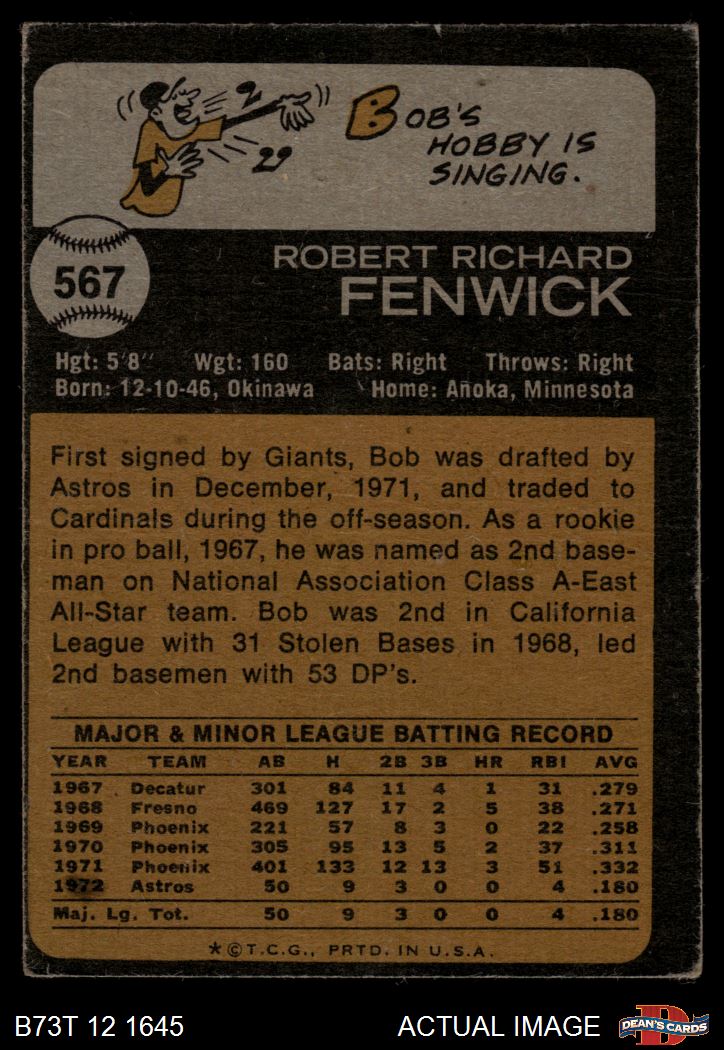 BOB'S
HOBBY IS
SINGING.
567
ROBERT RICHARD
FENWICK
Hgt: 5'8" Wgt: 160 Bats: Right Throws: Right
Born: 12-10-46, Okinawa Home: Anoka, Minnesota
First signed by Giants, Bob was drafted by
Astros in December, 1971, and traded to
Cardinals during the off-season. As a rookie
in pro ball, 1967, he was named as 2nd base-
man on National Association Class A-East
All-Star team. Bob was 2nd in California
League with 31 Stolen Bases in 1968, led
2nd basemen with 53 DP's.
MAJOR & MINOR LEAGUE BATTING RECORD
YEAR TEAM AB H 2B 3B HR RBI AVG
1967 Decatur 301 84 11 4 1 31 .279
1968 Fresno 469 127 17 2 5 38 .271
1969 Phoenix 221 57 8 3 0 22 .258
1970 Phoenix 305 95 13 5 2 37 .311
1971 Phoenix 401 133 12 13 3 51 .332
1972 Astros 50 9 3 0 0 4 .180
Maj. Lg. Tot. 50 9 3 0 0 4 .180
*©T.C.G., PRTD. IN U.S.A.
B73T 12 1645 ACTUAL IMAGE DEAN'S CARDS